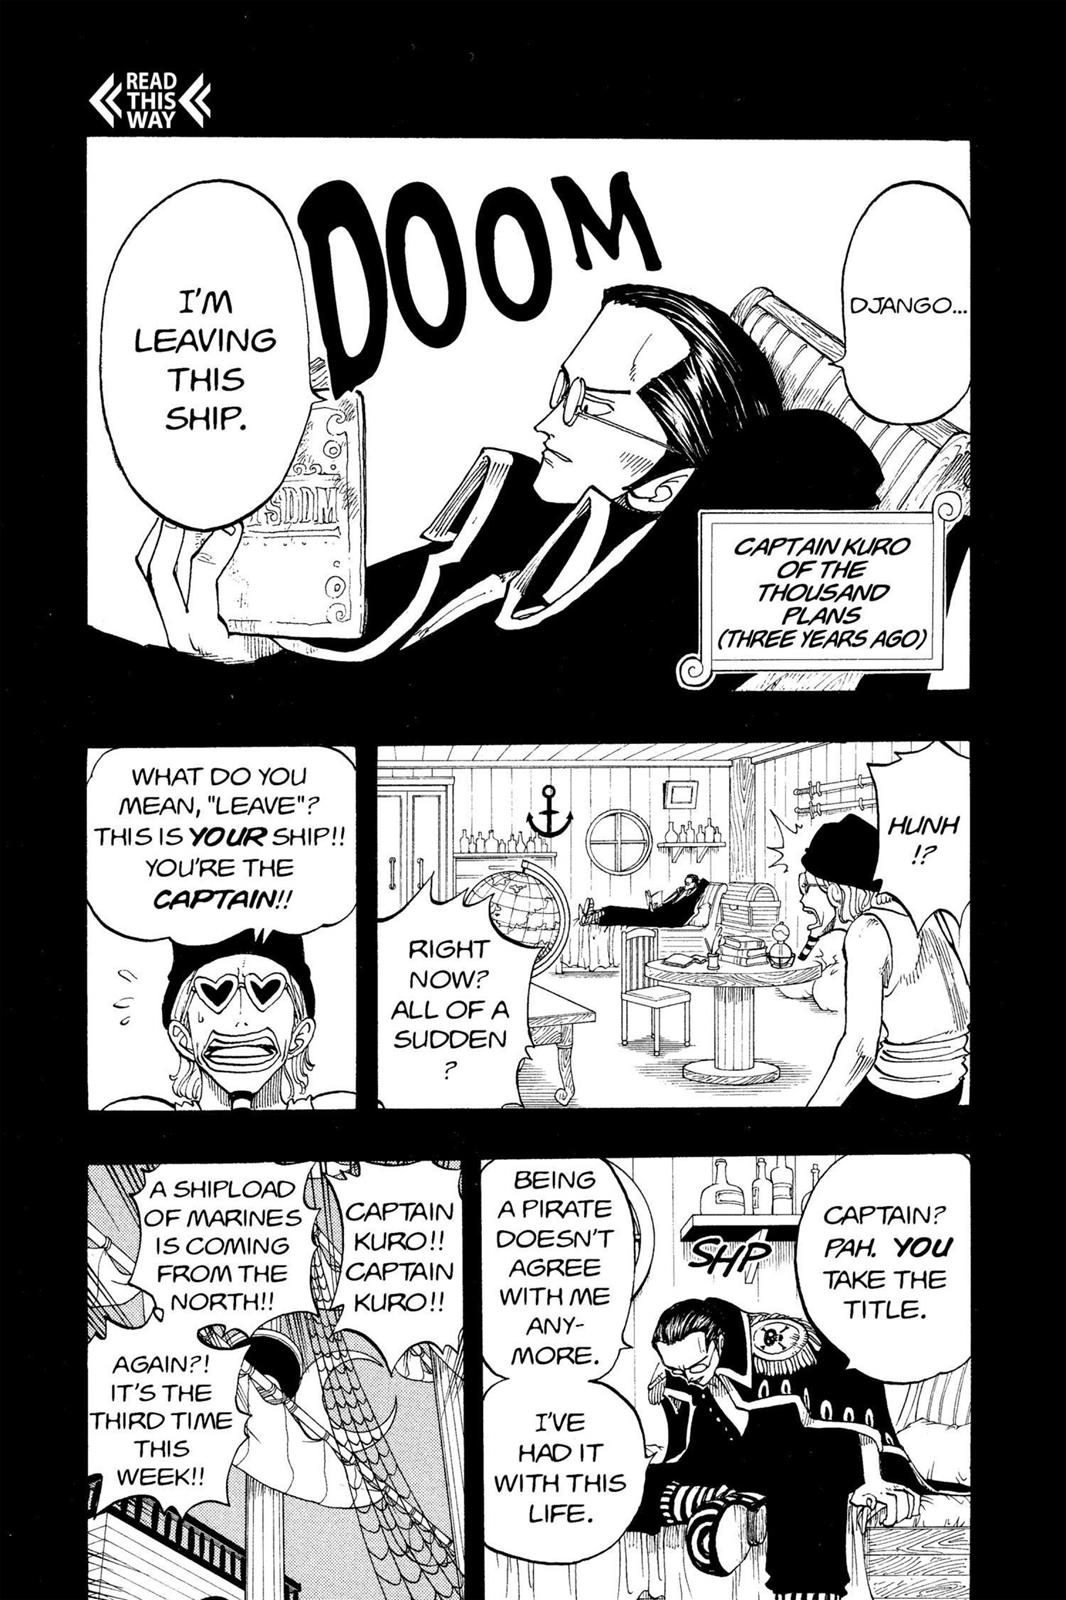 READ
THIS
WAY
DJANGO...
DOOM
I'M
LEAVING
THIS
SHIP.
CAPTAIN KURO
OF THE
THOUSAND
PLANS
(THREE YEARS AGO)
HUNH
!?
RIGHT
NOW?
ALL OF A
SUDDEN
?
WHAT DO YOU
MEAN, "LEAVE"?
THIS IS YOUR SHIP!!
YOU'RE THE
CAPTAIN!!
CAPTAIN?
PAH. YOU
TAKE THE
TITLE.
SHP
BEING
A PIRATE
DOESN'T
AGREE
WITH ME
ANY-
MORE.
I'VE
HAD IT
WITH THIS
LIFE.
CAPTAIN
KURO!!
CAPTAIN
KURO!!
A SHIPLOAD
OF MARINES
IS COMING
FROM THE
NORTH!!
AGAIN?!
IT'S THE
THIRD TIME
THIS
WEEK!!